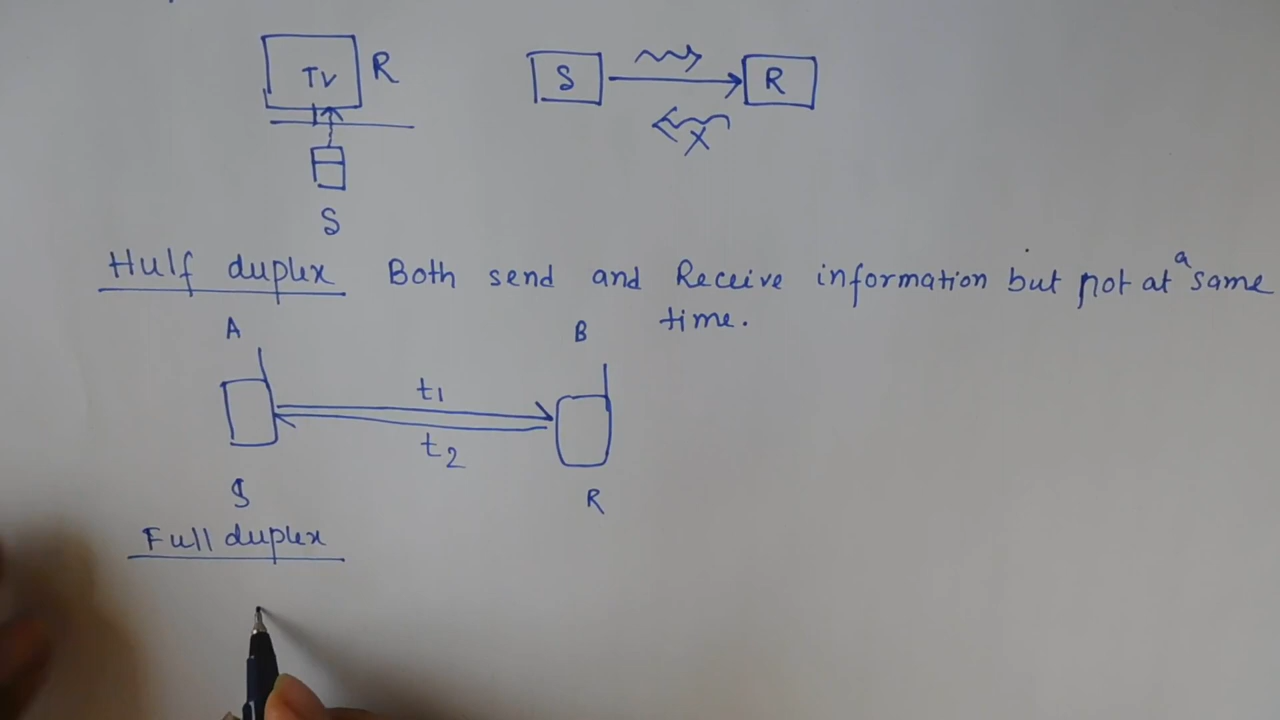 TV R
S R
X
S
Hulf duplex Both send and Receive information but not at a same
time.
A B
t1
t2
S R
Full duplex